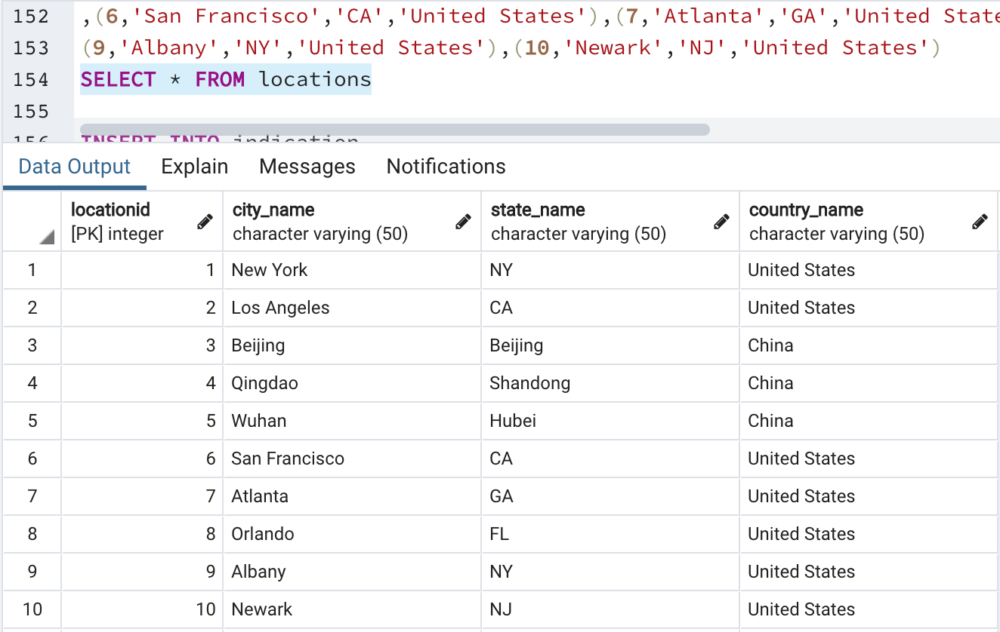 152 ,(6,'San Francisco','CA','United States'),(7,'Atlanta','GA','United State
153 (9,'Albany','NY','United States'),(10,'Newark','NJ','United States')
154 SELECT * FROM locations
155
156 INSERT INTO indication
Data Output Explain Messages Notifications
locationid city_name state_name country_name
[PK] integer character varying (50) character varying (50) character varying (50)
1 1 New York NY United States
2 2 Los Angeles CA United States
3 3 Beijing Beijing China
4 4 Qingdao Shandong China
5 5 Wuhan Hubei China
6 6 San Francisco CA United States
7 7 Atlanta GA United States
8 8 Orlando FL United States
9 9 Albany NY United States
10 10 Newark NJ United States